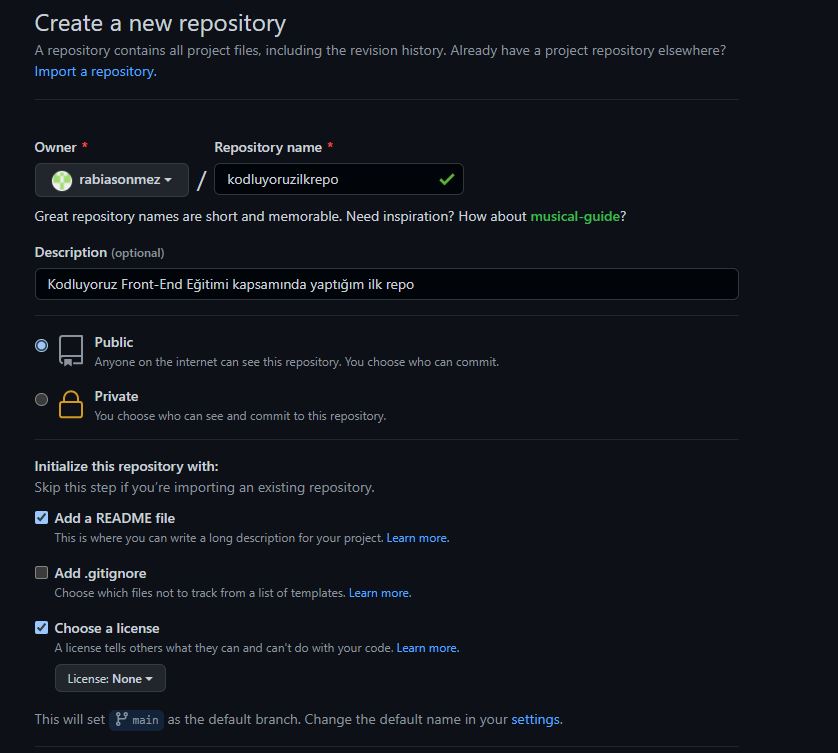 Create a new repository
A repository contains all project files, including the revision history. Already have a project repository elsewhere?
Import a repository.
Owner * Repository name *
rabiasonmez / kodluyoruzilkrepo
Great repository names are short and memorable. Need inspiration? How about musical-guide?
Description (optional)
Kodluyoruz Front-End Eğitimi kapsamında yaptığım ilk repo
Public
Anyone on the internet can see this repository. You choose who can commit.
Private
You choose who can see and commit to this repository.
Initialize this repository with:
Skip this step if you're importing an existing repository.
Add a README file
This is where you can write a long description for your project. Learn more.
Add .gitignore
Choose which files not to track from a list of templates. Learn more.
Choose a license
A license tells others what they can and can't do with your code. Learn more.
License: None
This will set main as the default branch. Change the default name in your settings.